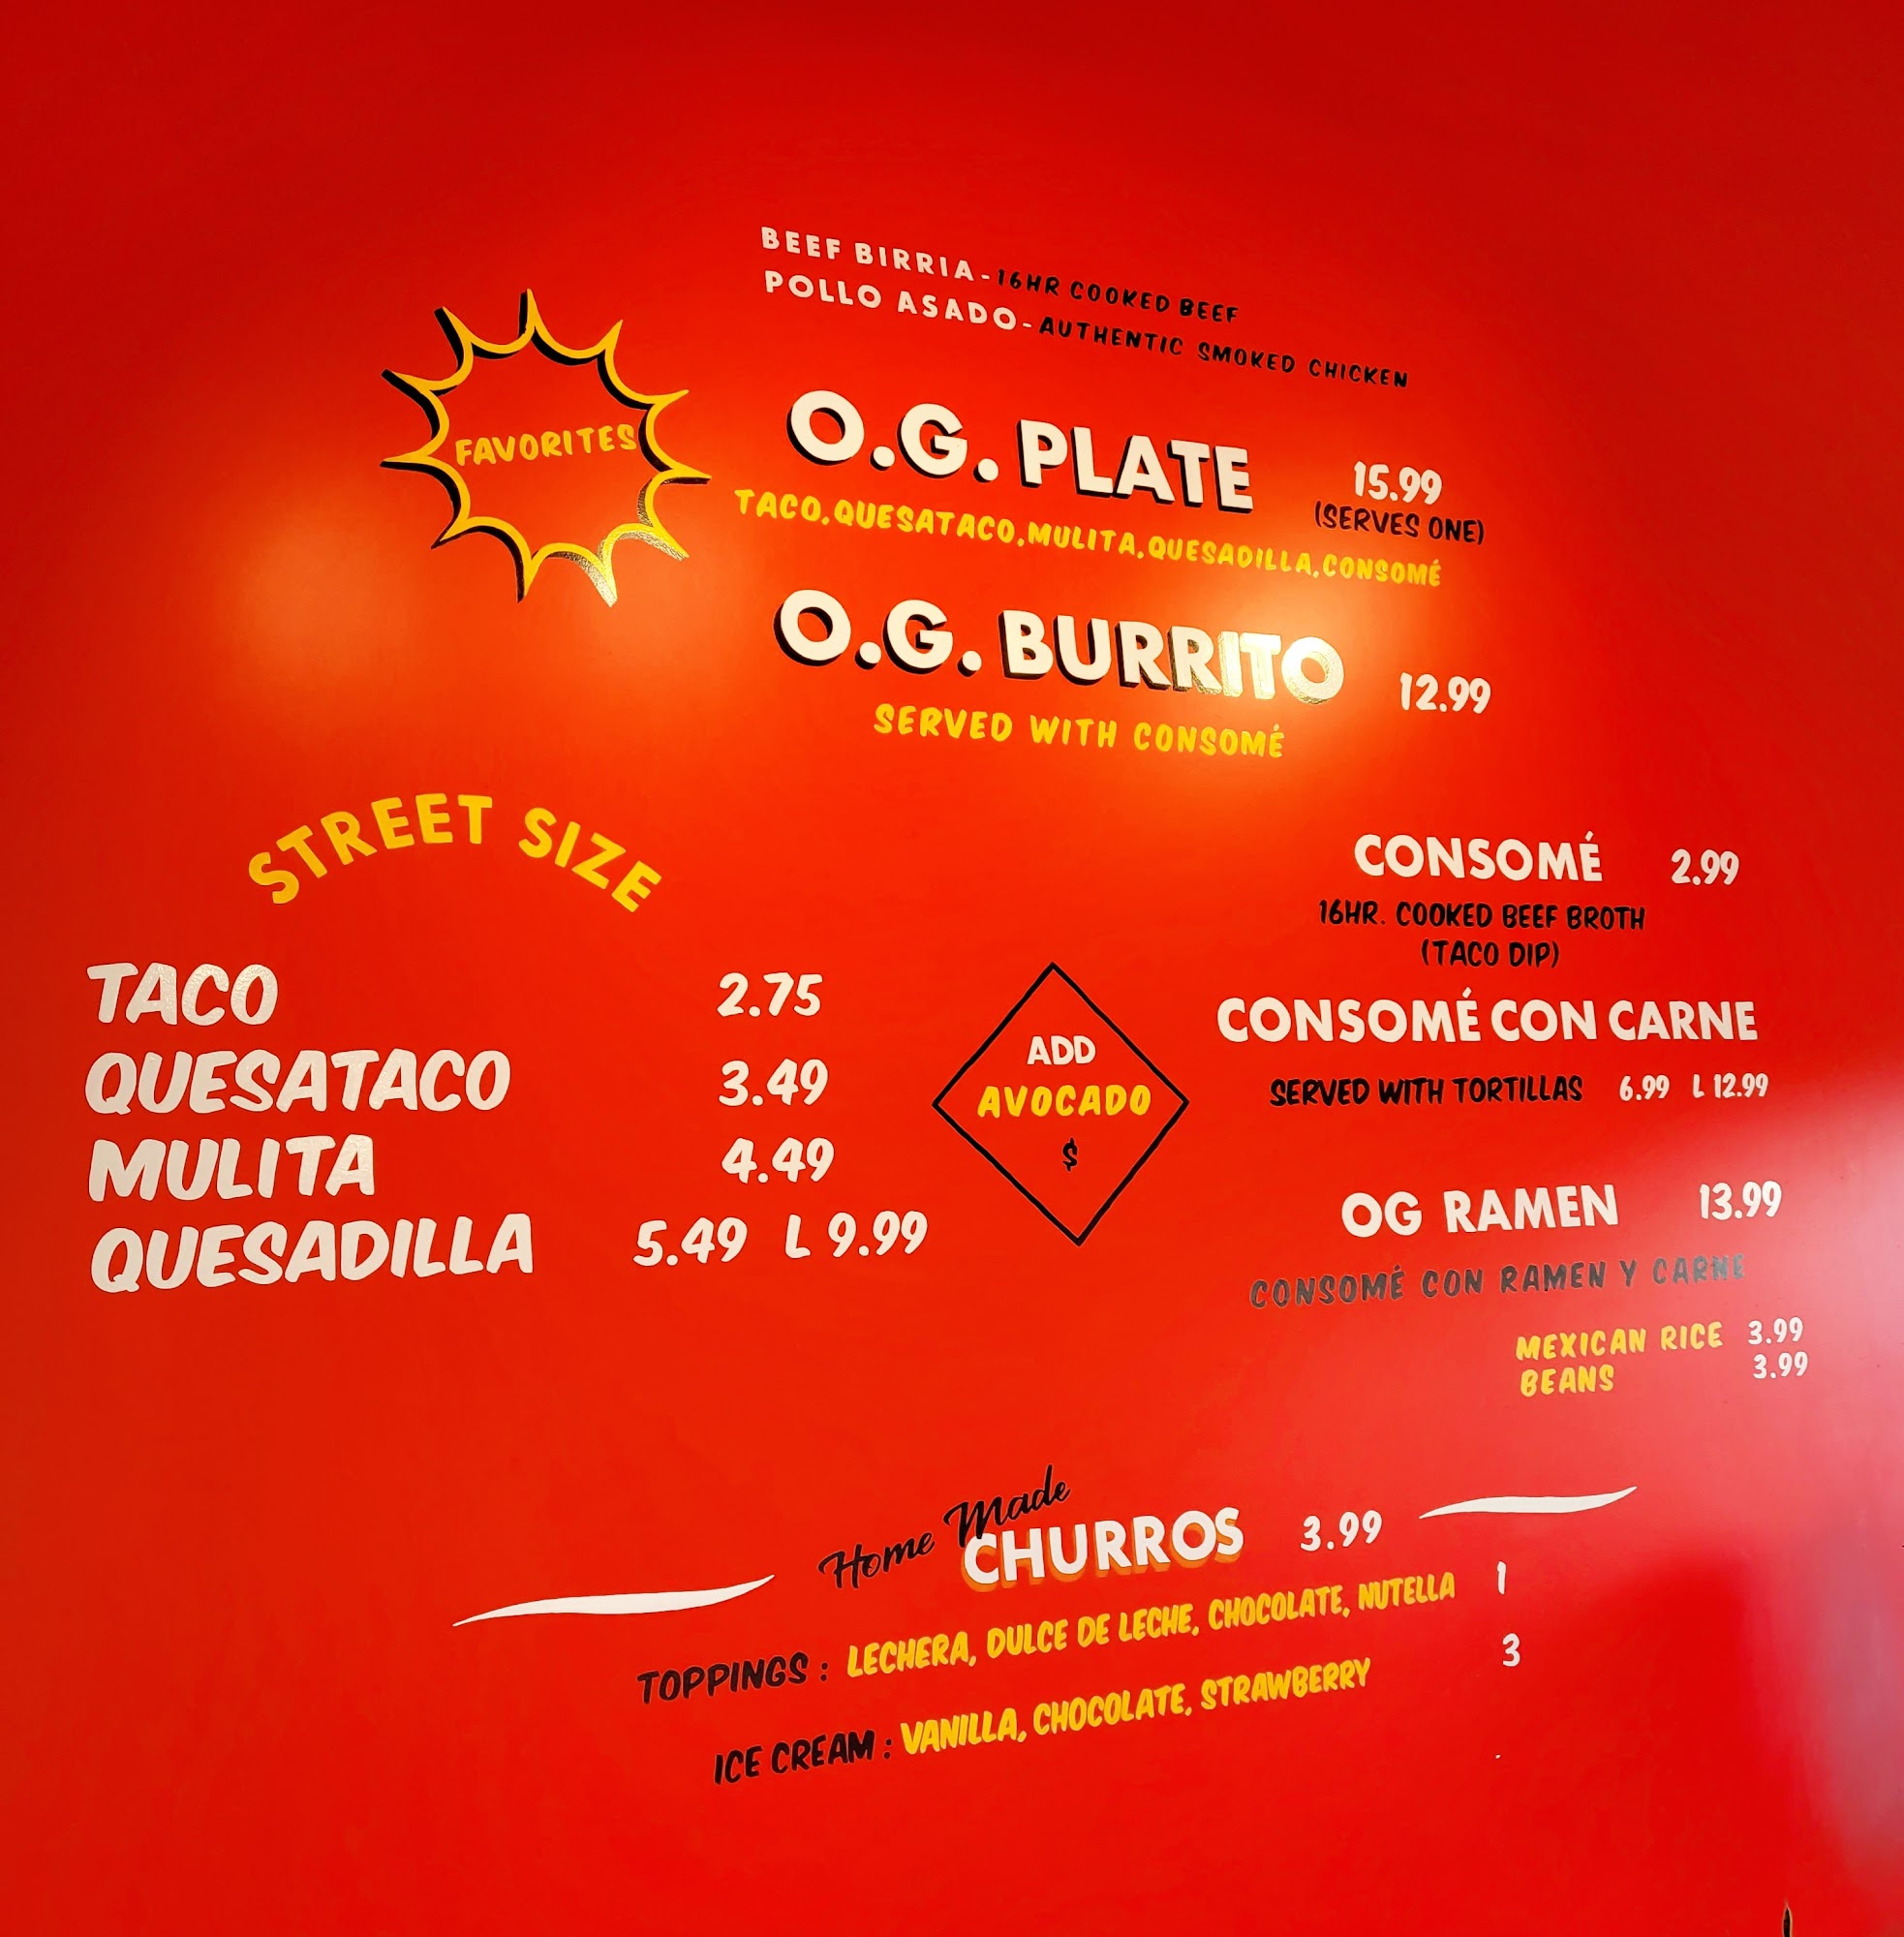 BEEF BIRRIA-16HR COOKED BEEF
POLLO ASADO-AUTHENTIC SMOKED CHICKEN
FAVORITES
O.G. PLATE 15.99
(SERVES ONE)
TACO.QUESATACO.MULITA.QUESADILLA.CONSOMÉ
O.G. BURRITO 12.99
SERVED WITH CONSOMÉ
STREET SIZE
TACO 2.75
QUESATACO 3.49
MULITA 4.49
QUESADILLA 5.49 L 9.99
ADD
AVOCADO
$
CONSOMÉ 2.99
16HR. COOKED BEEF BROTH
(TACO DIP)
CONSOMÉ CON CARNE
SERVED WITH TORTILLAS 6.99 L 12.99
OG RAMEN 13.99
CONSOMÉ CON RAMEN Y CARNE
MEXICAN RICE 3.99
BEANS 3.99
Home Made
CHURROS 3.99
TOPPINGS : LECHERA, DULCE DE LECHE, CHOCOLATE, NUTELLA 1
ICE CREAM : VANILLA, CHOCOLATE, STRAWBERRY 3